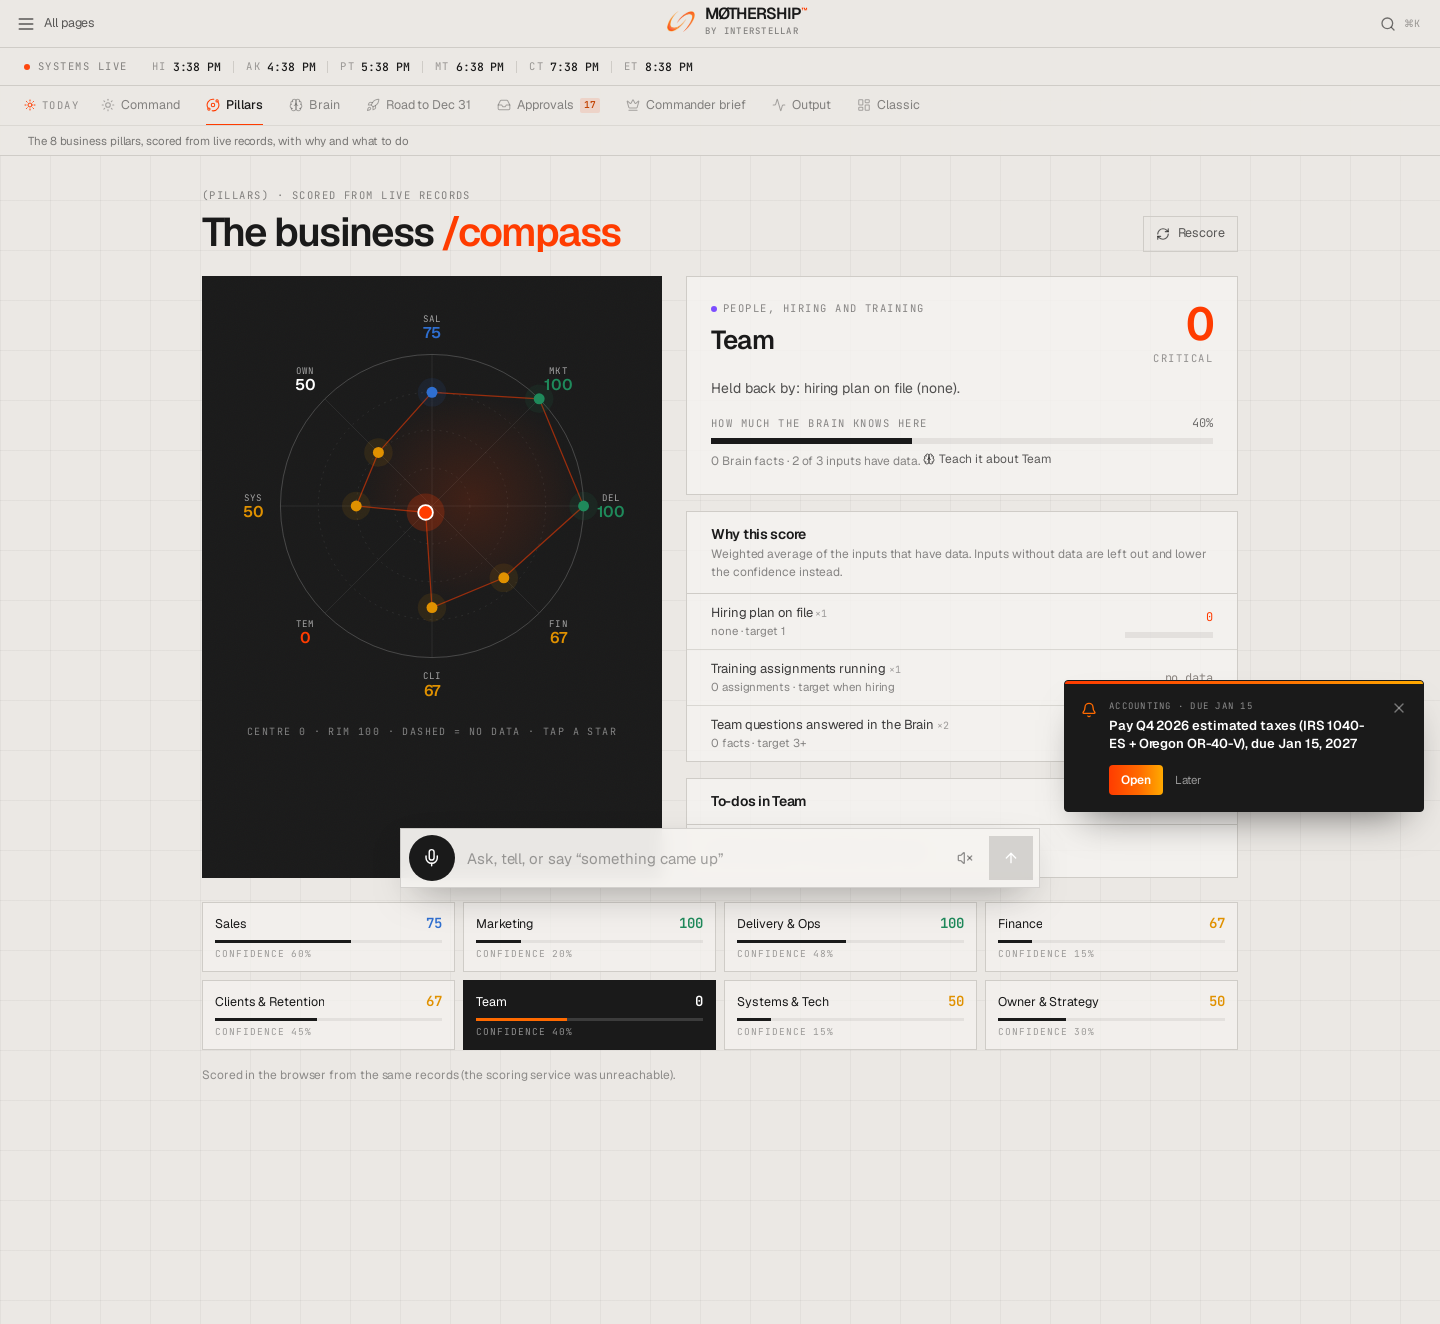 All pages
MØTHERSHIP™
BY INTERSTELLAR
⌘K
SYSTEMS LIVE HI 3:38 PM AK 4:38 PM PT 5:38 PM MT 6:38 PM CT 7:38 PM ET 8:38 PM
TODAY Command Pillars Brain Road to Dec 31 Approvals 17 Commander brief Output Classic
The 8 business pillars, scored from live records, with why and what to do
(PILLARS) · SCORED FROM LIVE RECORDS
The business /compass
Rescore
SAL
75
OWN
50
MKT
100
SYS
50
DEL
100
TEM
0
FIN
67
CLI
67
CENTRE 0 · RIM 100 · DASHED = NO DATA · TAP A STAR
PEOPLE, HIRING AND TRAINING
Team
0
CRITICAL
Held back by: hiring plan on file (none).
HOW MUCH THE BRAIN KNOWS HERE 40%
0 Brain facts · 2 of 3 inputs have data. Teach it about Team
Why this score
Weighted average of the inputs that have data. Inputs without data are left out and lower
the confidence instead.
Hiring plan on file ×1
none · target 1
0
Training assignments running ×1
0 assignments · target when hiring
no data
Team questions answered in the Brain ×2
0 facts · target 3+
To-dos in Team
ACCOUNTING · DUE JAN 15
Pay Q4 2026 estimated taxes (IRS 1040-
ES + Oregon OR-40-V), due Jan 15, 2027
Open Later
Ask, tell, or say “something came up”
Sales 75
CONFIDENCE 60%
Marketing 100
CONFIDENCE 20%
Delivery & Ops 100
CONFIDENCE 48%
Finance 67
CONFIDENCE 15%
Clients & Retention 67
CONFIDENCE 45%
Team 0
CONFIDENCE 40%
Systems & Tech 50
CONFIDENCE 15%
Owner & Strategy 50
CONFIDENCE 30%
Scored in the browser from the same records (the scoring service was unreachable).